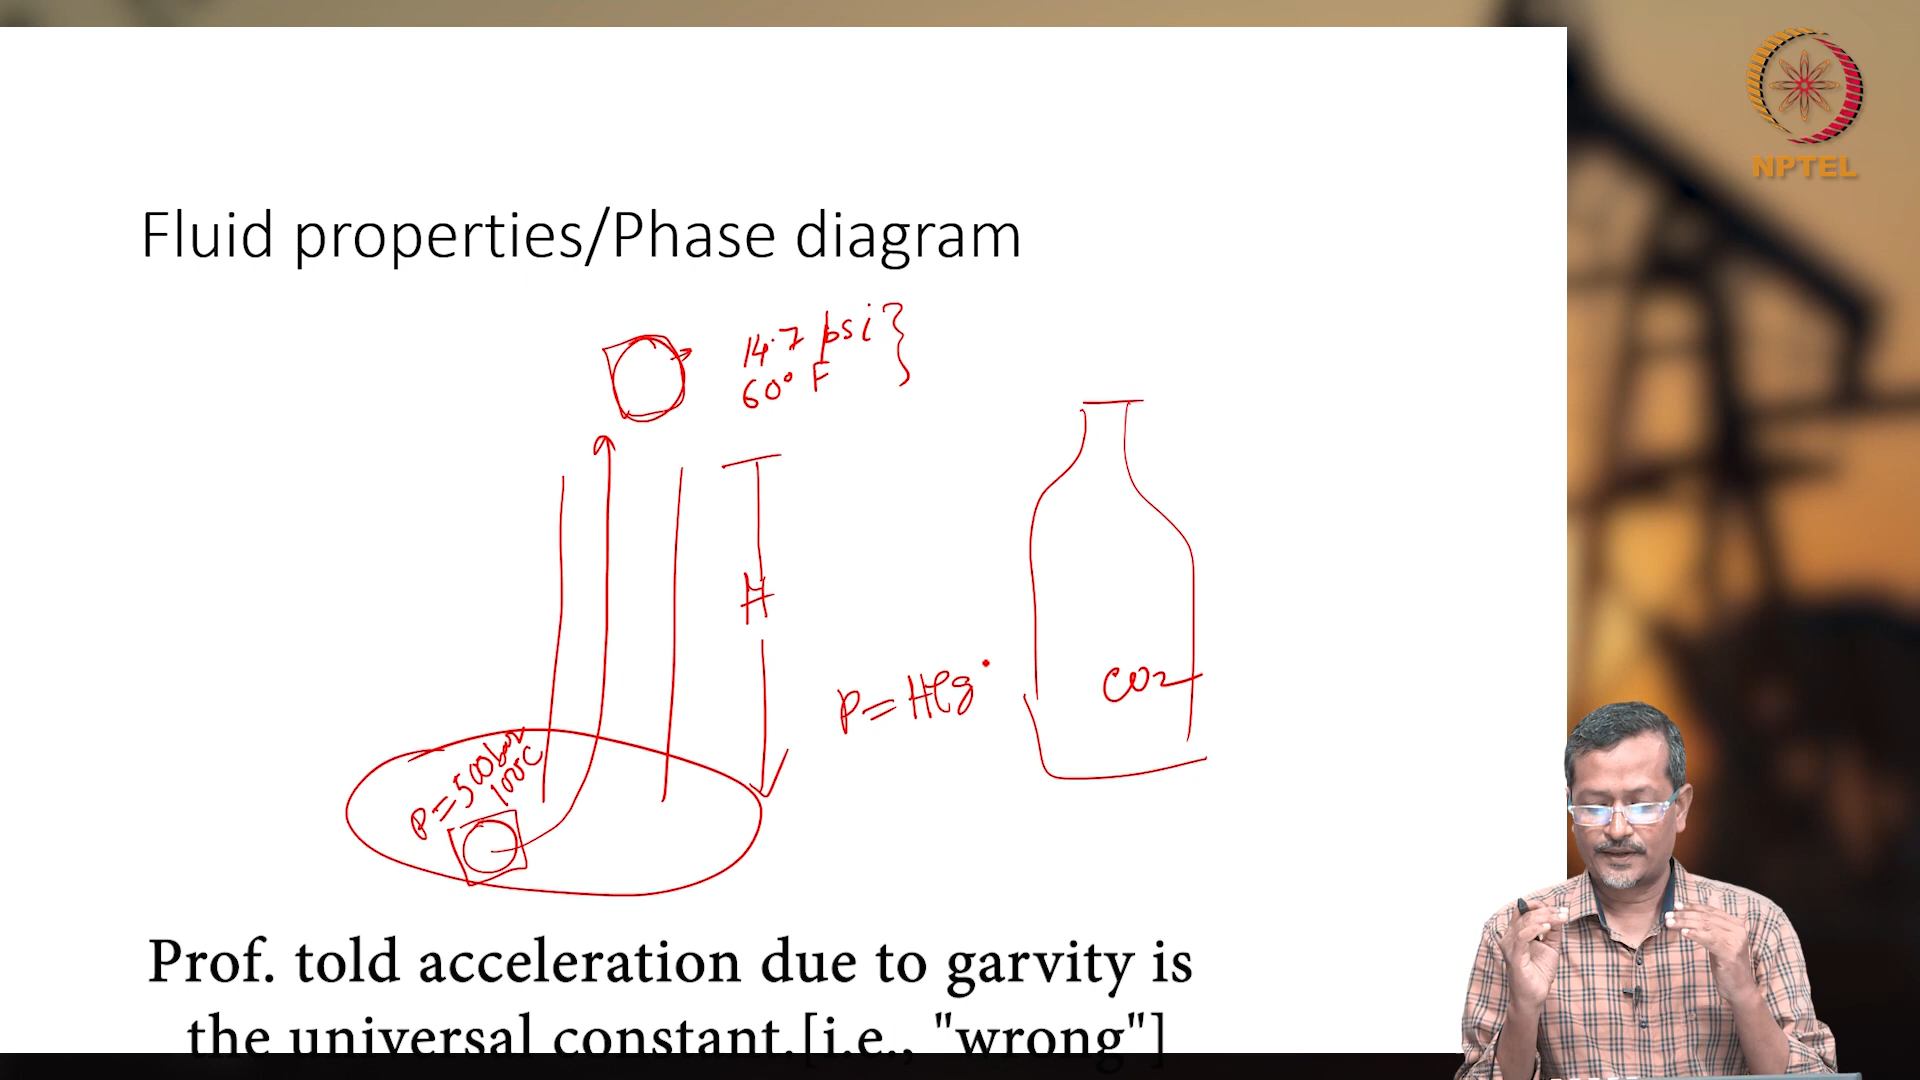 NPTEL
Fluid properties/Phase diagram
14.7 psi
60° F
H
P = Hρg
CO2
P = 500 bar
100°C
Prof. told acceleration due to garvity is
the universal constant.[i.e., "wrong"]